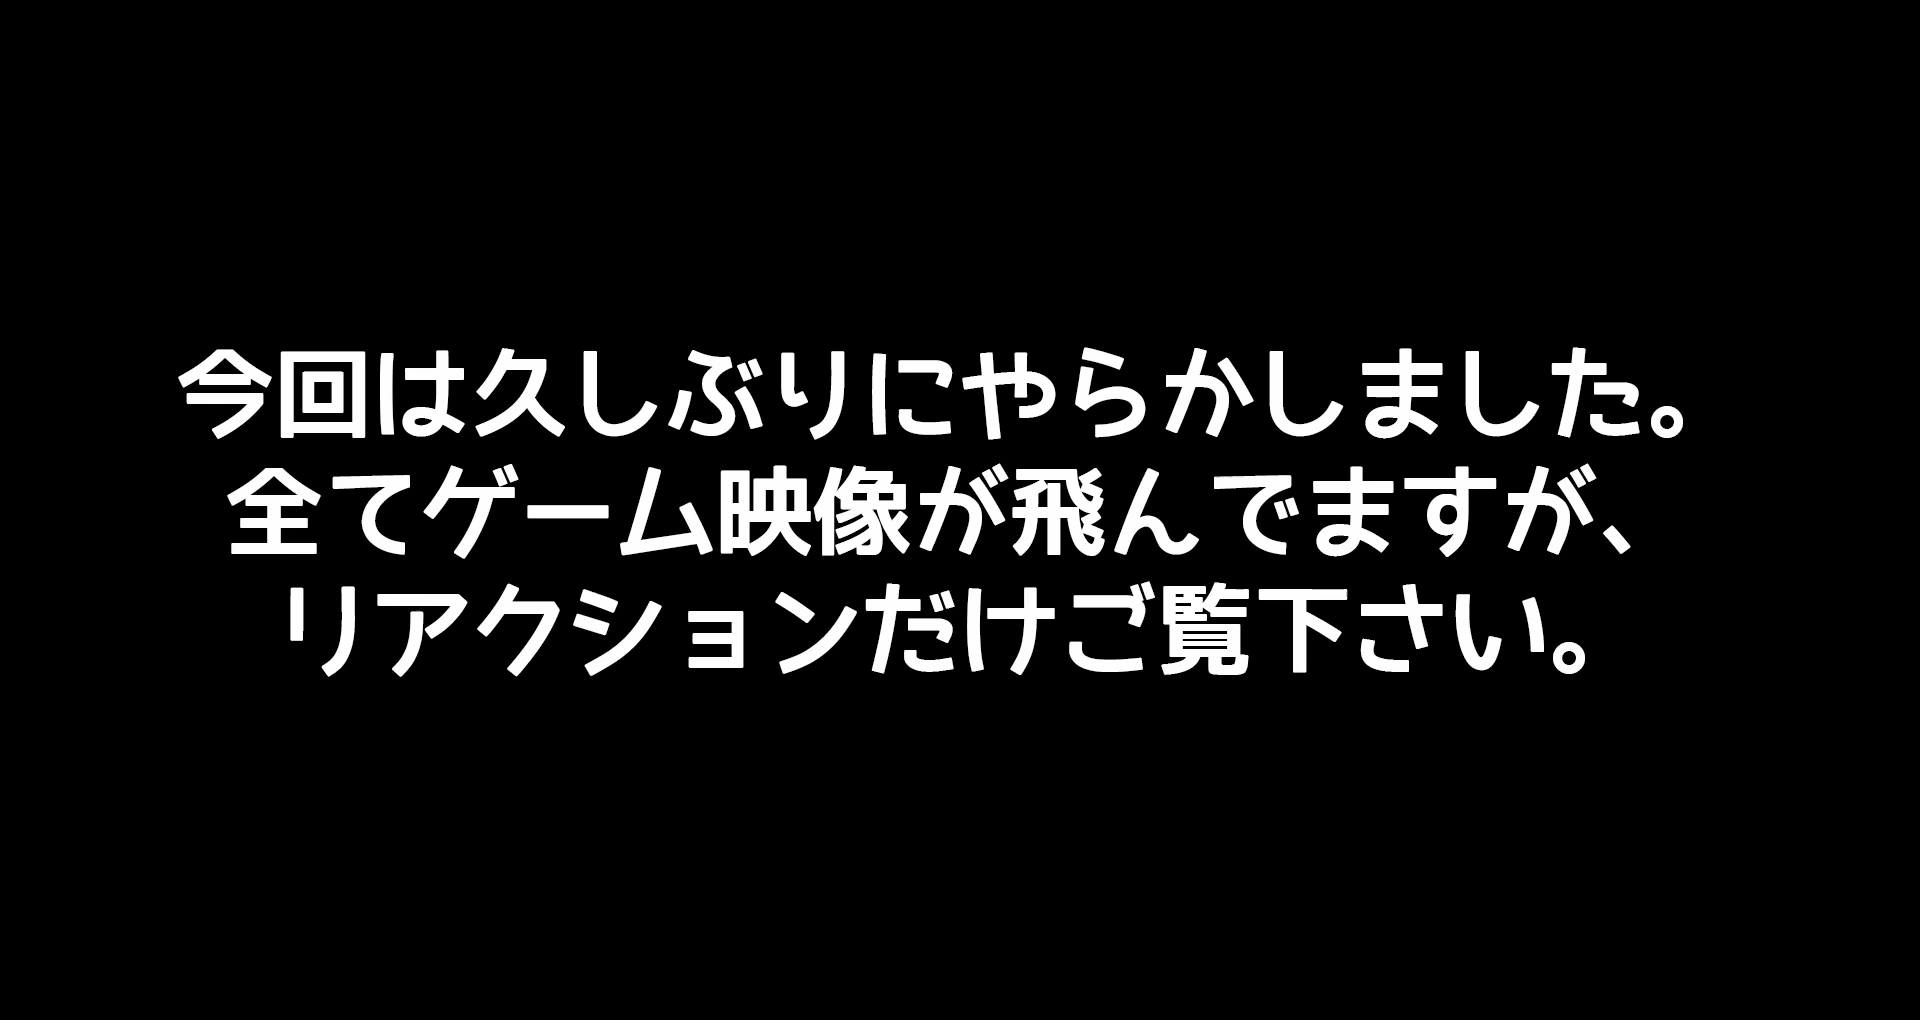 今回は久しぶりにやらかしました。
全てゲーム映像が飛んでますが、
リアクションだけご覧下さい。